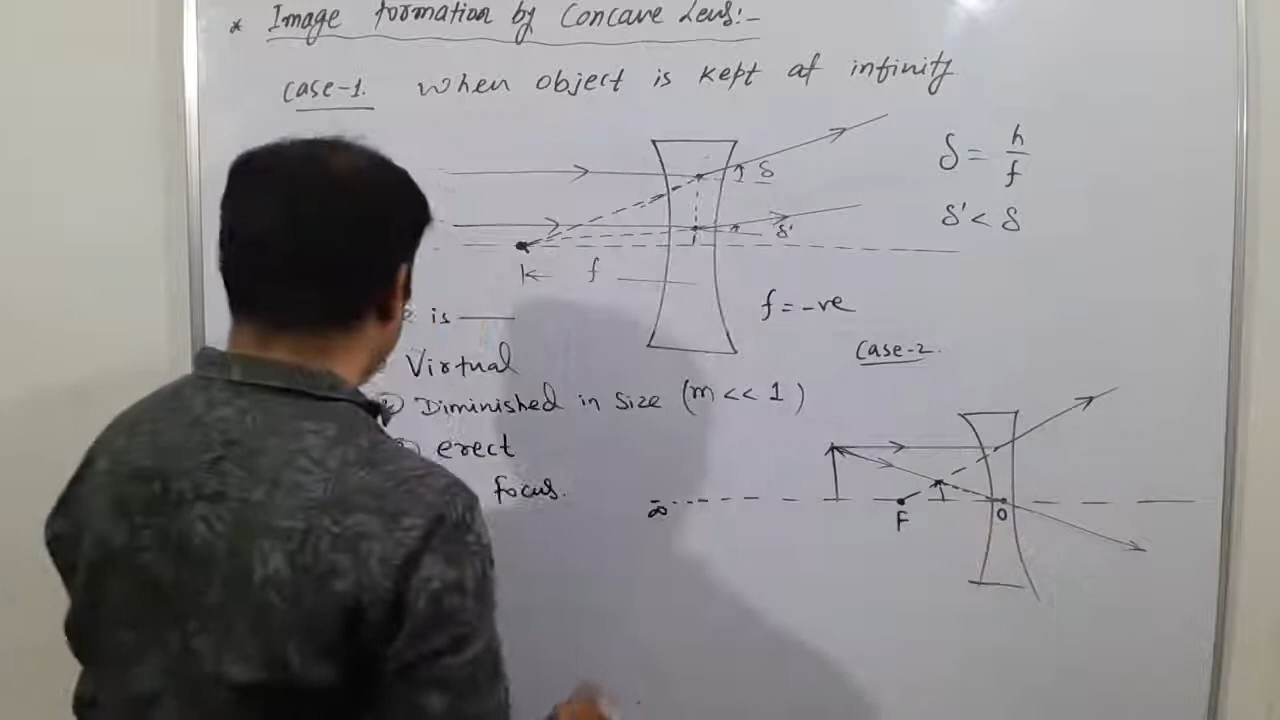 * Image formation by Concave Lens:-
Case-1. When object is kept at infinity
δ = h/f
δ
δ' < δ
δ'
f
f = -ve
is
Virtual
Case-2.
Diminished in size (m << 1)
erect
focus.
∞
F
O